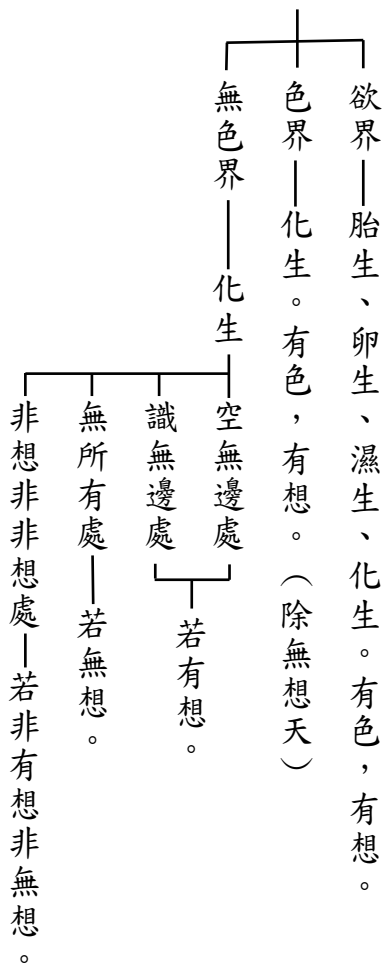 欲界 胎生、卵生、濕生、化生。有色,有想。
色界 化生。有色,有想。(除無想天)
無色界 化生
空無邊處
識無邊處
若有想。
無所有處 若無想。
非想非非想處 若非有想非無想。